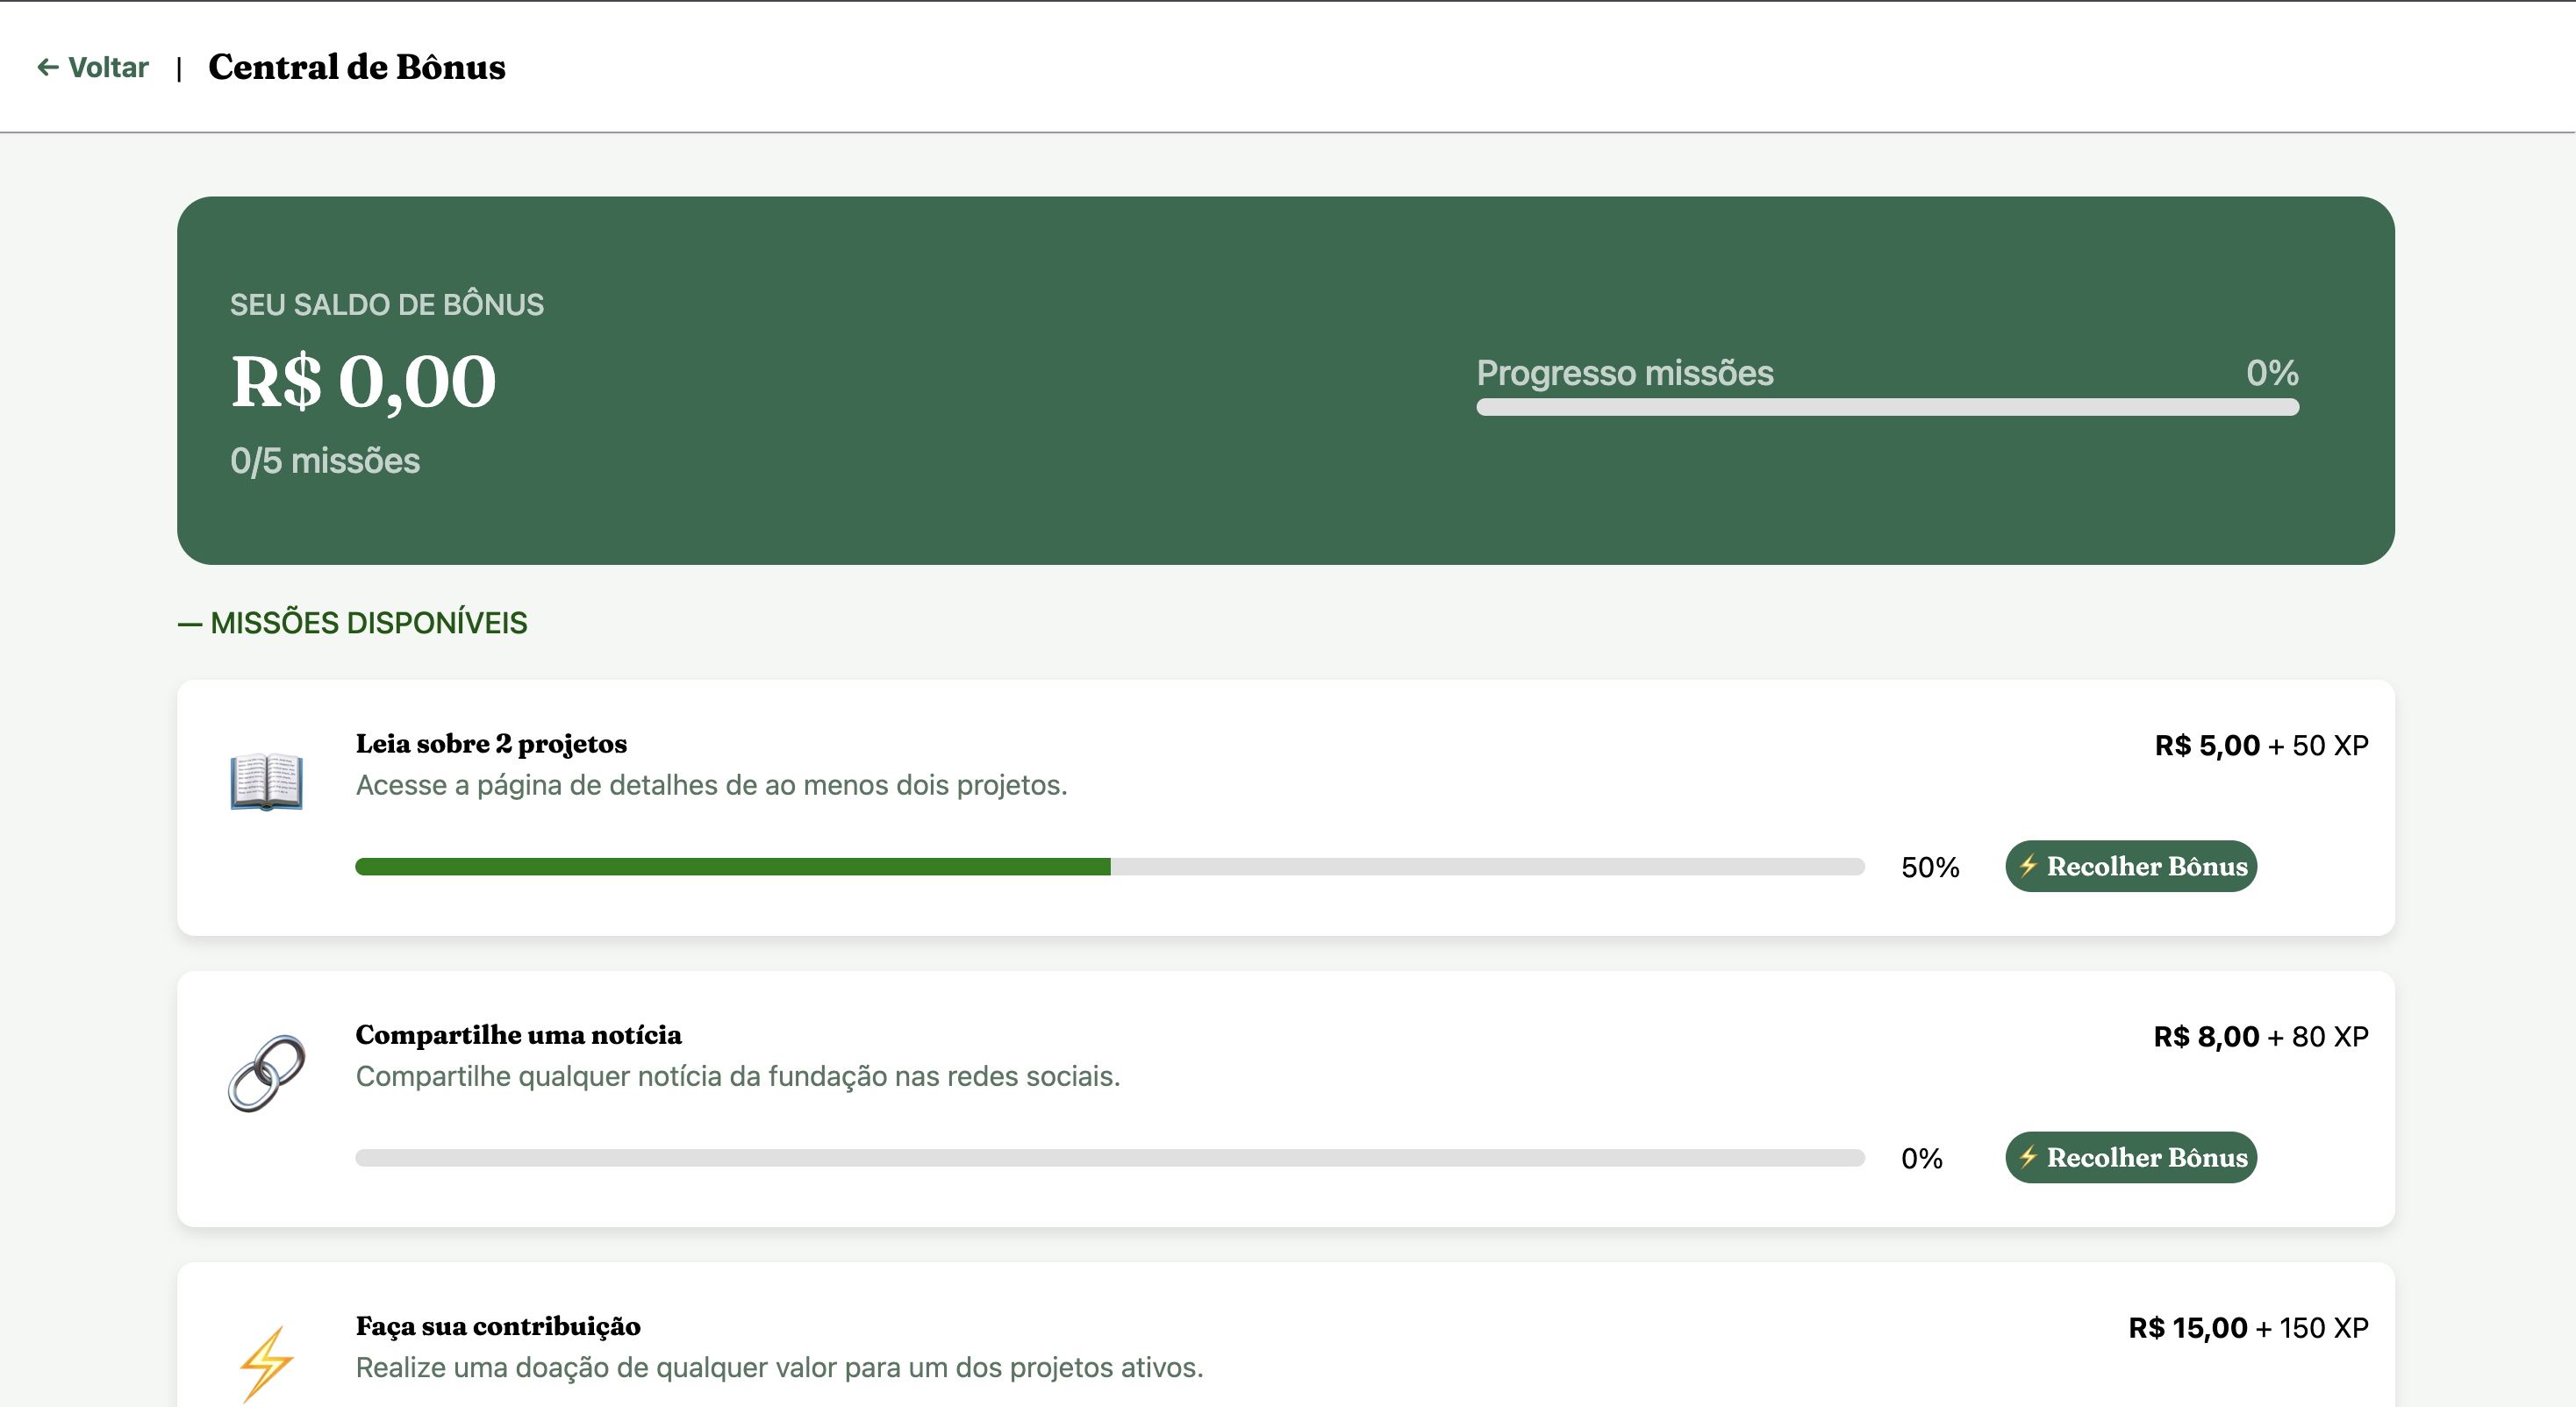 ← Voltar | Central de Bônus
SEU SALDO DE BÔNUS
R$ 0,00
0/5 missões
Progresso missões 0%
— MISSÕES DISPONÍVEIS
Leia sobre 2 projetos
R$ 5,00 + 50 XP
Acesse a página de detalhes de ao menos dois projetos.
50%
⚡ Recolher Bônus
Compartilhe uma notícia
R$ 8,00 + 80 XP
Compartilhe qualquer notícia da fundação nas redes sociais.
0%
⚡ Recolher Bônus
Faça sua contribuição
R$ 15,00 + 150 XP
Realize uma doação de qualquer valor para um dos projetos ativos.